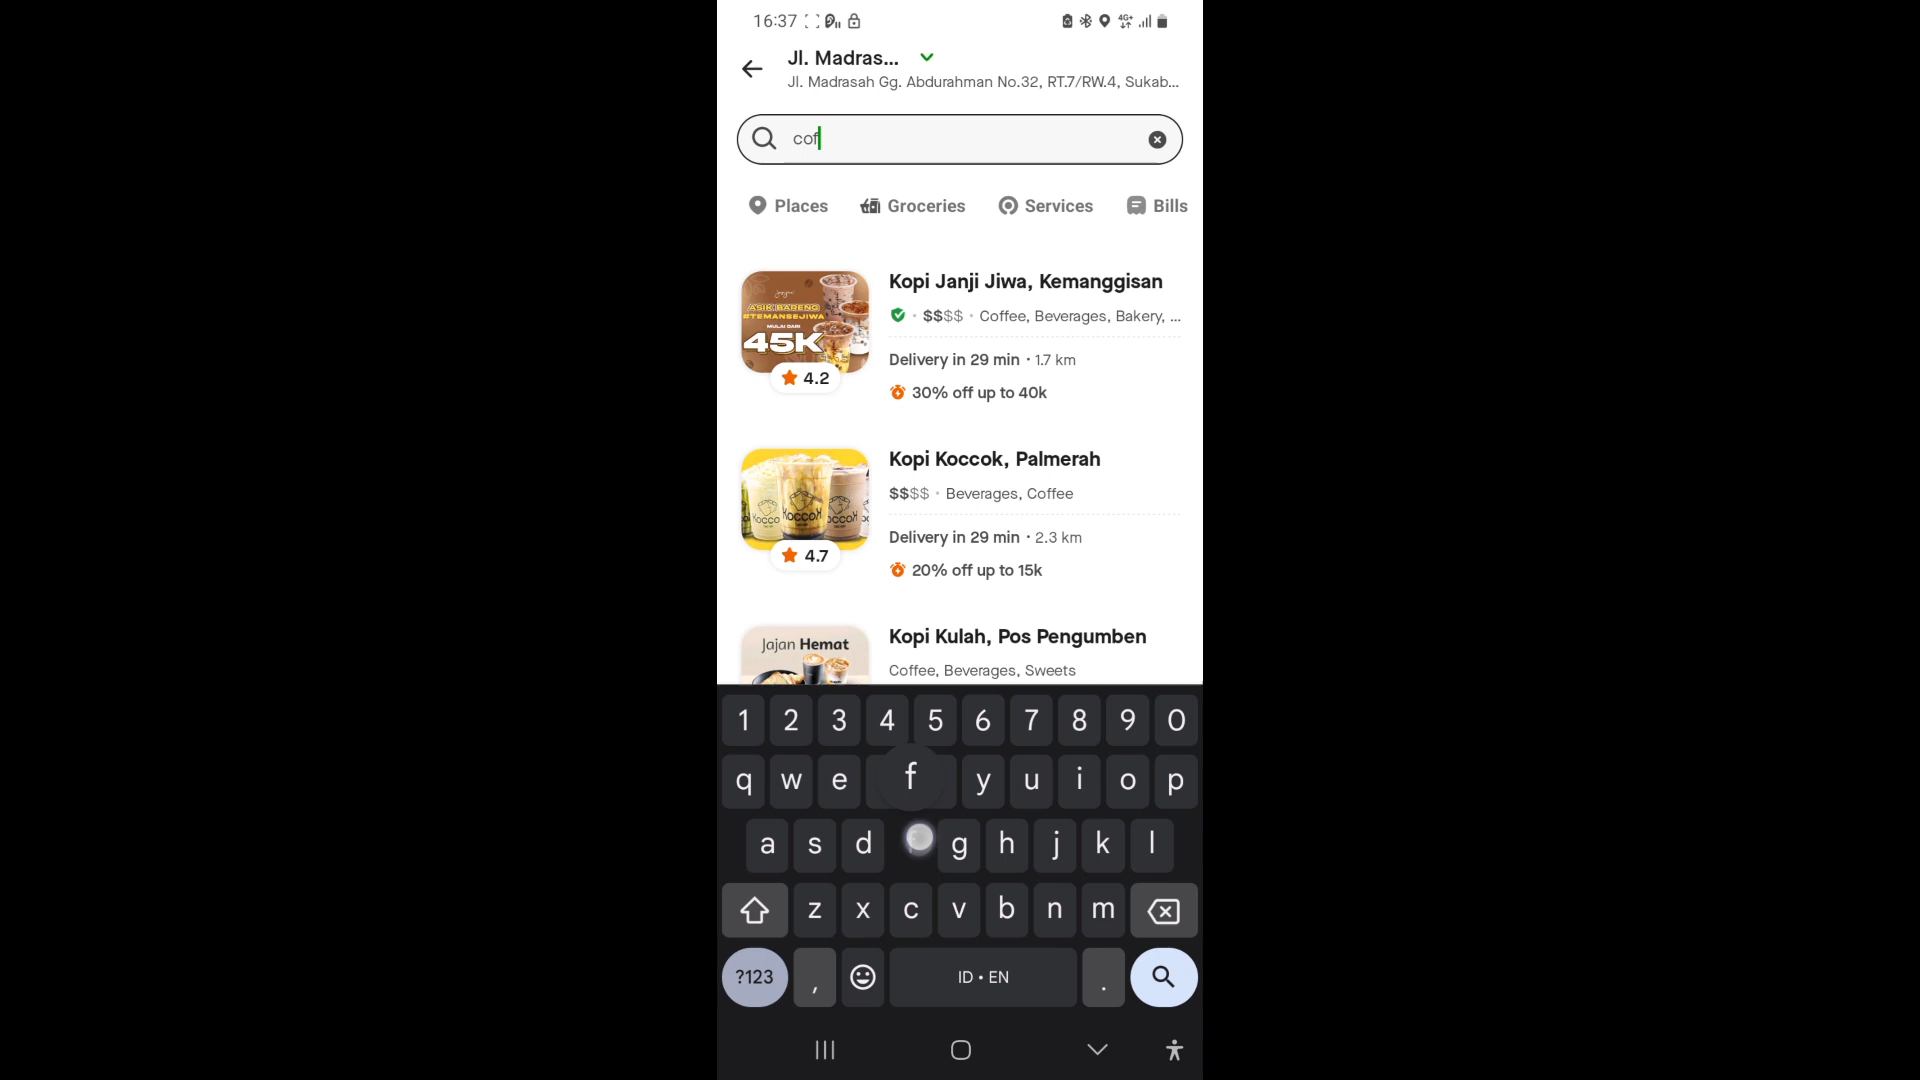 16:37
4G+
Jl. Madras...
Jl. Madrasah Gg. Abdurahman No.32, RT.7/RW.4, Sukab...
cof
Places Groceries Services Bills
ASIK BARENG
#TEMANSEJIWA
MULAI DARI
45K
4.2
Kopi Janji Jiwa, Kemanggisan
$$$$ · Coffee, Beverages, Bakery, ...
Delivery in 29 min · 1.7 km
30% off up to 40k
KOCCOK
4.7
Kopi Koccok, Palmerah
$$$$ · Beverages, Coffee
Delivery in 29 min · 2.3 km
20% off up to 15k
Jajan Hemat
Kopi Kulah, Pos Pengumben
Coffee, Beverages, Sweets
1 2 3 4 5 6 7 8 9 0
q w e f y u i o p
a s d g h j k l
z x c v b n m
?123 , ID • EN .